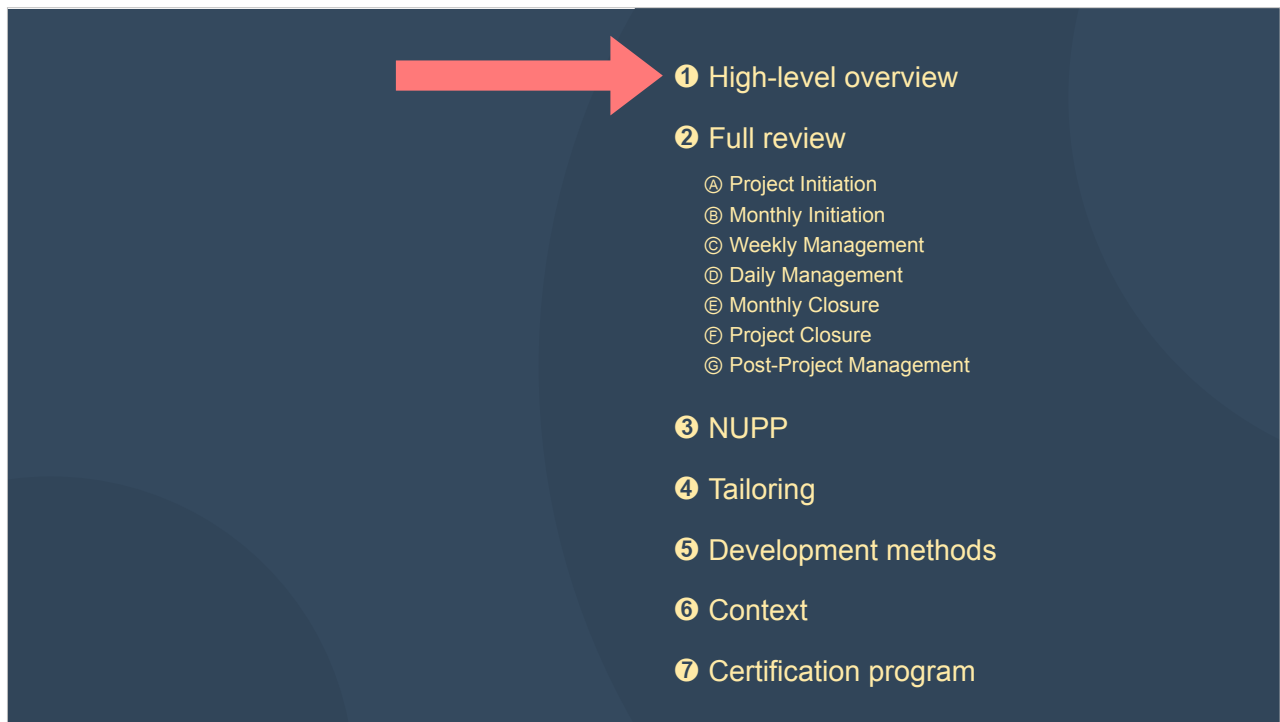 ❶ High-level overview
❷ Full review
Ⓐ Project Initiation
Ⓑ Monthly Initiation
Ⓒ Weekly Management
Ⓓ Daily Management
Ⓔ Monthly Closure
Ⓕ Project Closure
Ⓖ Post-Project Management
❸ NUPP
❹ Tailoring
❺ Development methods
❻ Context
❼ Certification program